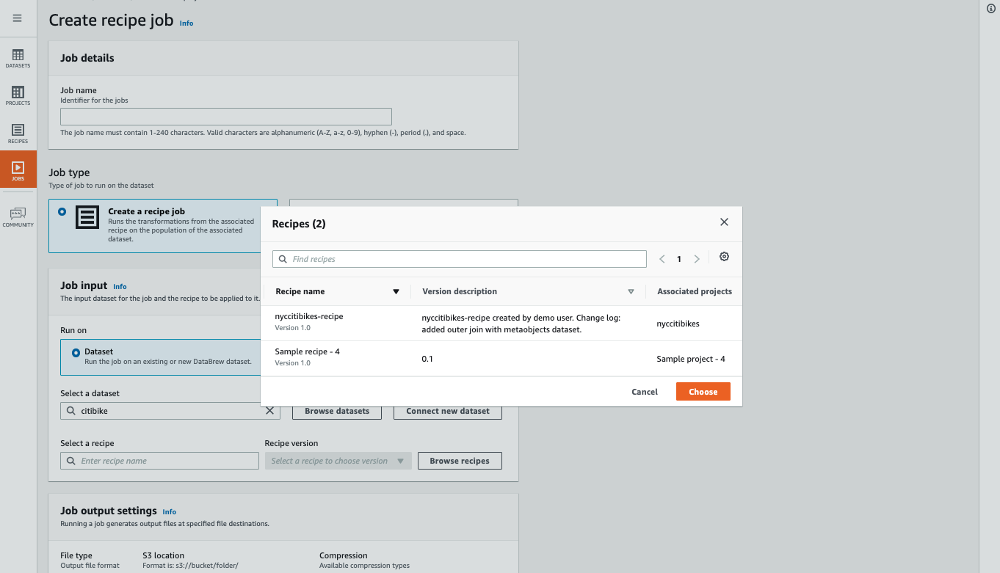 Create recipe job Info
DATASETS
PROJECTS
RECIPES
JOBS
COMMUNITY
Job details
Job name
Identifier for the jobs
The job name must contain 1-240 characters. Valid characters are alphanumeric (A-Z, a-z, 0-9), hyphen (-), period (.), and space.
Job type
Type of job to run on the dataset
Create a recipe job
Runs the transformations from the associated
recipe on the population of the associated
dataset.
Job input Info
The input dataset for the job and the recipe to be applied to it.
Run on
Dataset
Run the job on an existing or new DataBrew dataset.
Select a dataset
citibike
Browse datasets
Connect new dataset
Select a recipe
Enter recipe name
Recipe version
Select a recipe to choose version
Browse recipes
Job output settings Info
Running a job generates output files at specified file destinations.
File type
Output file format
S3 location
Format is: s3://bucket/folder/
Compression
Available compression types
Recipes (2)
Find recipes
1
Recipe name
Version description
Associated projects
nyccitibikes-recipe
Version 1.0
nyccitibikes-recipe created by demo user. Change log:
added outer join with metaobjects dataset.
nyccitibikes
Sample recipe - 4
Version 1.0
0.1
Sample project - 4
Cancel
Choose